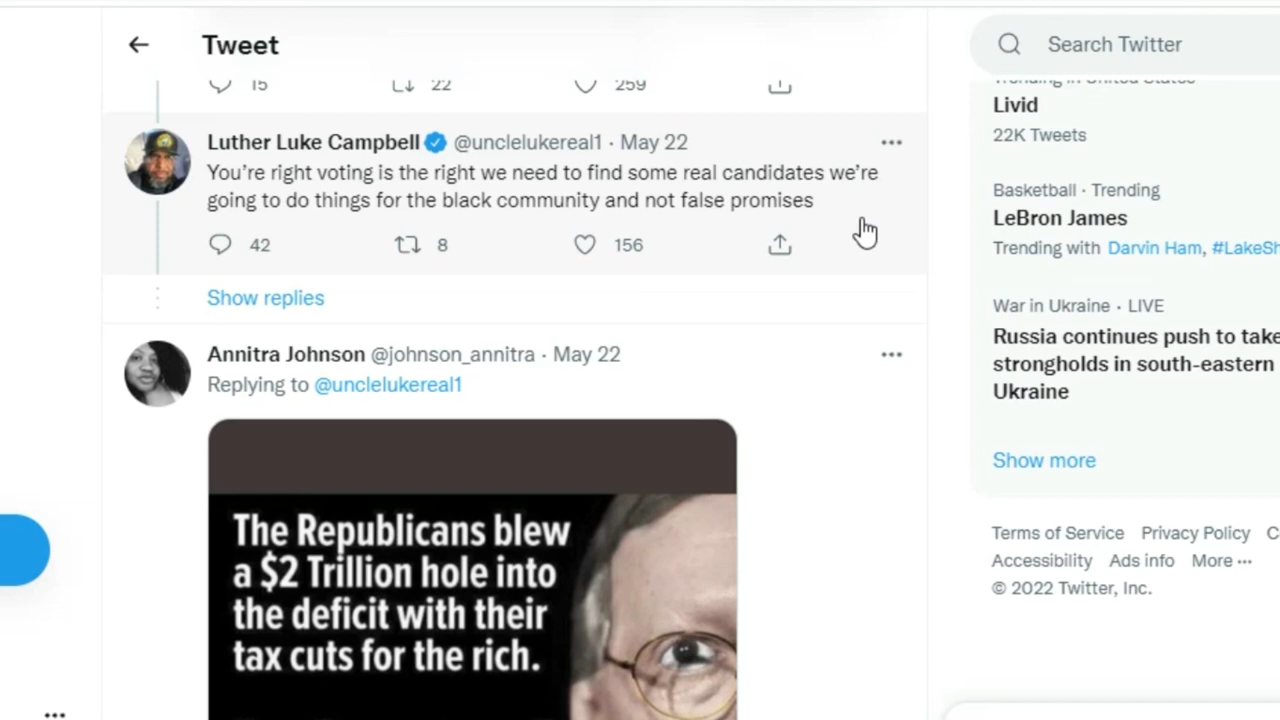 Tweet
15 22 259
Luther Luke Campbell @unclelukereal1 · May 22 ···
You're right voting is the right we need to find some real candidates we're
going to do things for the black community and not false promises
42 8 156
Show replies
Annitra Johnson @johnson_annitra · May 22 ···
Replying to @unclelukereal1
The Republicans blew
a $2 Trillion hole into
the deficit with their
tax cuts for the rich.
···
Search Twitter
Trending in United States
Livid
22K Tweets
Basketball · Trending
LeBron James
Trending with Darvin Ham, #LakeSh
War in Ukraine · LIVE
Russia continues push to take
strongholds in south-eastern
Ukraine
Show more
Terms of Service Privacy Policy C
Accessibility Ads info More ···
© 2022 Twitter, Inc.